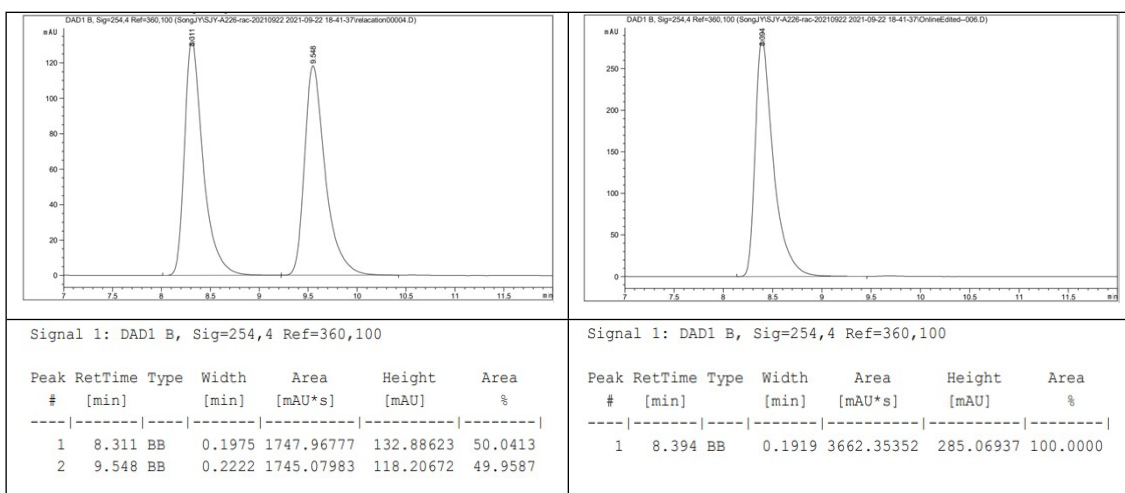 DAD1 B, Sig=254,4 Ref=360,100 (SongJY\SJY-A226-rac-20210922 2021-09-22 18-41-37\relacation00004.D)
mAU
8.311
9.548
120
100
80
60
40
20
0
7 7.5 8 8.5 9 9.5 10 10.5 11 11.5 min
DAD1 B, Sig=254,4 Ref=360,100 (SongJY\SJY-A226-rac-20210922 2021-09-22 18-41-37\OnlineEdited--006.D)
mAU
8.394
250
200
150
100
50
0
7 7.5 8 8.5 9 9.5 10 10.5 11 11.5 min
Signal 1: DAD1 B, Sig=254,4 Ref=360,100
Peak RetTime Type Width Area Height Area
# [min] [min] [mAU*s] [mAU] %
----|-------|----|-------|----------|----------|--------|
1 8.311 BB 0.1975 1747.96777 132.88623 50.0413
2 9.548 BB 0.2222 1745.07983 118.20672 49.9587
Signal 1: DAD1 B, Sig=254,4 Ref=360,100
Peak RetTime Type Width Area Height Area
# [min] [min] [mAU*s] [mAU] %
----|-------|----|-------|----------|----------|--------|
1 8.394 BB 0.1919 3662.35352 285.06937 100.0000